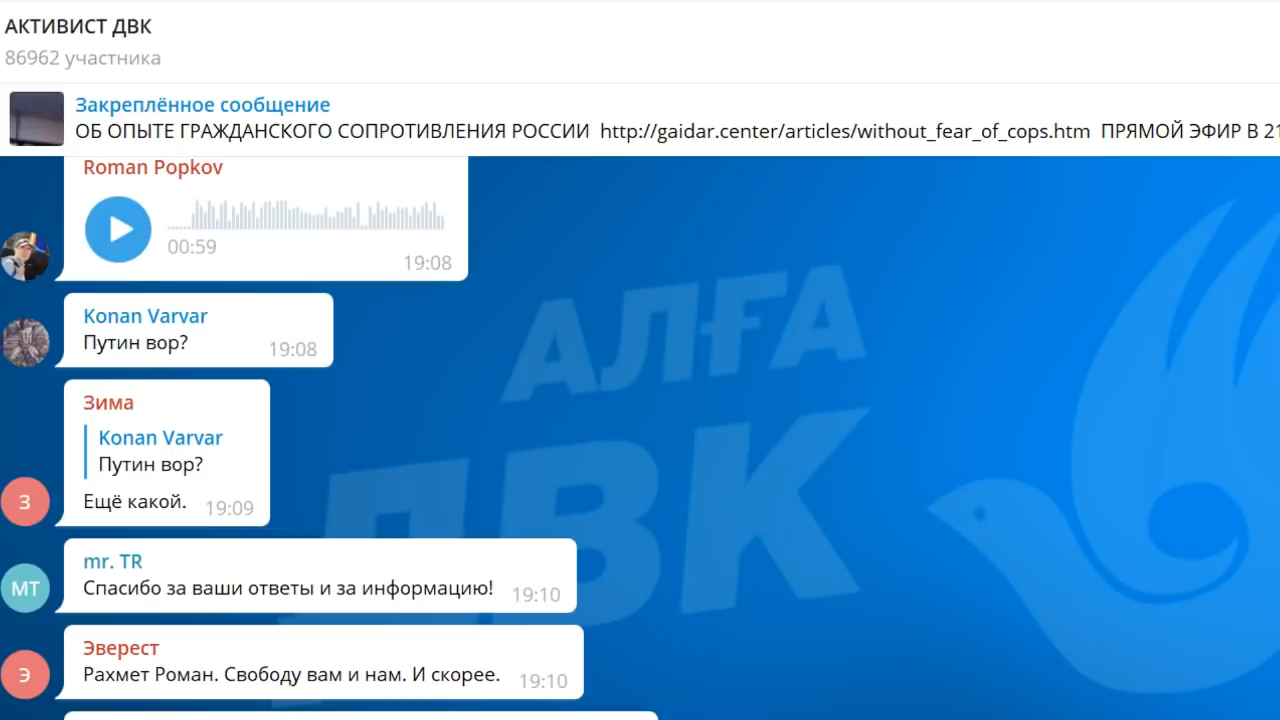 АКТИВИСТ ДВК
86962 участника
Закреплённое сообщение
ОБ ОПЫТЕ ГРАЖДАНСКОГО СОПРОТИВЛЕНИЯ РОССИИ http://gaidar.center/articles/without_fear_of_cops.htm ПРЯМОЙ ЭФИР В 21
Roman Popkov
00:59
19:08
Konan Varvar
Путин вор?
19:08
Зима
Konan Varvar
Путин вор?
Ещё какой.
19:09
З
mr. TR
Спасибо за ваши ответы и за информацию!
19:10
МТ
Эверест
Рахмет Роман. Свободу вам и нам. И скорее.
19:10
Э
АЛҒА
ДВК